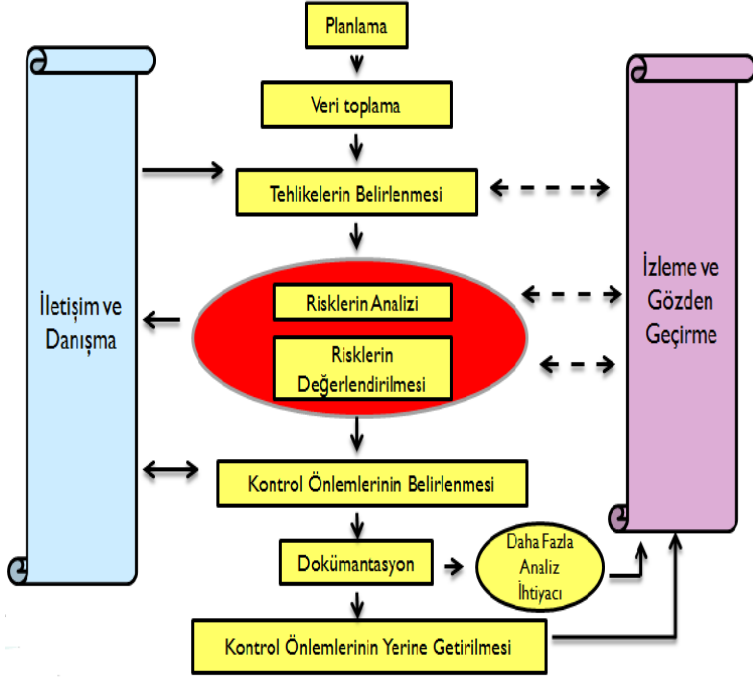 Planlama
Veri toplama
Tehlikelerin Belirlenmesi
İletişim ve
Danışma
Risklerin Analizi
Risklerin
Değerlendirilmesi
İzleme ve
Gözden
Geçirme
Kontrol Önlemlerinin Belirlenmesi
Dokümantasyon
Daha Fazla
Analiz
İhtiyacı
Kontrol Önlemlerinin Yerine Getirilmesi